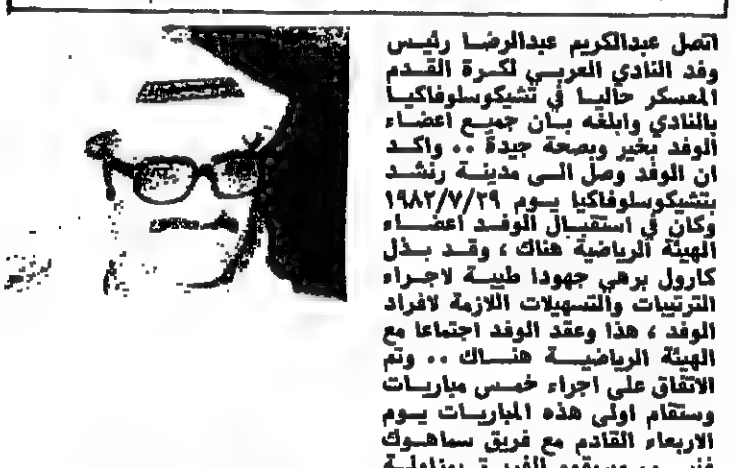 اتصل عبدالكريم عبدالرضا رئيس
وفد النادي العربي لكرة القدم
المعسكر حاليا في تشيكوسلوفاكيا
بالنادي وابلغه بان جميع اعضاء
الوفد بخير وبصحة جيدة .. واكد
ان الوفد وصل الى مدينة رنشد
بتشيكوسلوفاكيا يوم ١٩٨٢/٧/٢٩
وكان في استقبال الوفد اعضاء
الهيئة الرياضية هناك ، وقد بذل
كارول برهي جهودا طيبة لاجراء
الترتيبات والتسهيلات اللازمة لافراد
الوفد ، هذا وعقد الوفد اجتماعا مع
الهيئة الرياضية هناك .. وتم
الاتفاق على اجراء خمس مباريات
وستقام اولى هذه المباريات يوم
الاربعاء القادم مع فريق سماهوك